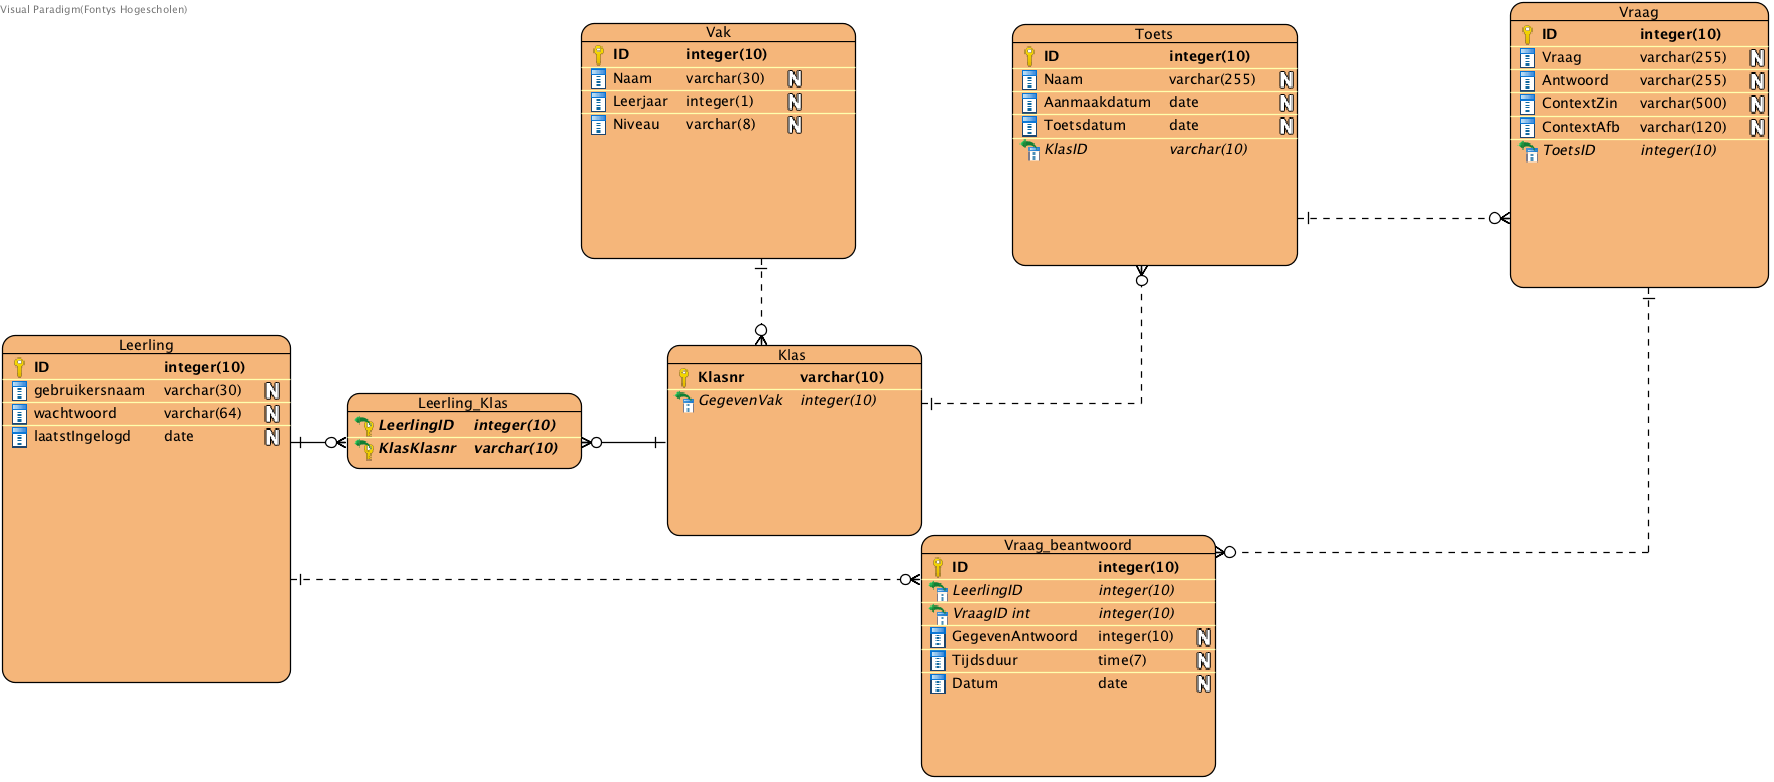 Visual Paradigm(Fontys Hogescholen)
Vak
ID integer(10)
Naam varchar(30) N
Leerjaar integer(1) N
Niveau varchar(8) N
Toets
ID integer(10)
Naam varchar(255) N
Aanmaakdatum date N
Toetsdatum date N
KlasID varchar(10)
Vraag
ID integer(10)
Vraag varchar(255) N
Antwoord varchar(255) N
ContextZin varchar(500) N
ContextAfb varchar(120) N
ToetsID integer(10)
Leerling
ID integer(10)
gebruikersnaam varchar(30) N
wachtwoord varchar(64) N
laatstIngelogd date N
Leerling_Klas
LeerlingID integer(10)
KlasKlasnr varchar(10)
Klas
Klasnr varchar(10)
GegevenVak integer(10)
Vraag_beantwoord
ID integer(10)
LeerlingID integer(10)
VraagID int integer(10)
GegevenAntwoord integer(10) N
Tijdsduur time(7) N
Datum date N